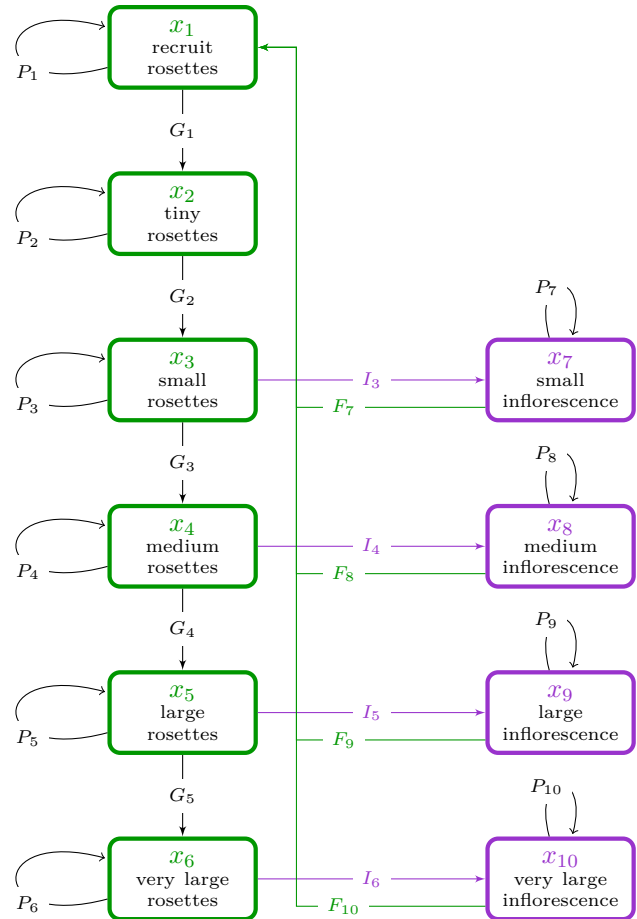 x₁
recruit
rosettes
P₁
G₁
x₂
tiny
rosettes
P₂
G₂
P₇
x₃
small
rosettes
P₃
I₃
F₇
x₇
small
inflorescence
G₃
P₈
x₄
medium
rosettes
P₄
I₄
F₈
x₈
medium
inflorescence
G₄
P₉
x₅
large
rosettes
P₅
I₅
F₉
x₉
large
inflorescence
G₅
P₁₀
x₆
very large
rosettes
P₆
I₆
F₁₀
x₁₀
very large
inflorescence